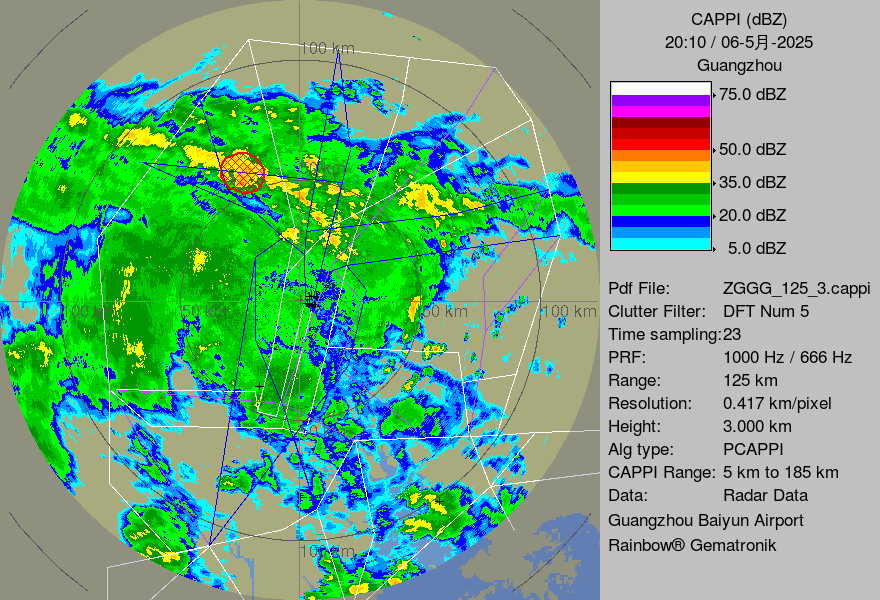 CAPPI (dBZ)
20:10 / 06-5月-2025
Guangzhou
75.0 dBZ
50.0 dBZ
35.0 dBZ
20.0 dBZ
5.0 dBZ
Pdf File: ZGGG_125_3.cappi
Clutter Filter: DFT Num 5
Time sampling:23
PRF: 1000 Hz / 666 Hz
Range: 125 km
Resolution: 0.417 km/pixel
Height: 3.000 km
Alg type: PCAPPI
CAPPI Range: 5 km to 185 km
Data: Radar Data
Guangzhou Baiyun Airport
Rainbow® Gematronik
100 km
100 km
50 km
50 km
100 km
100 km